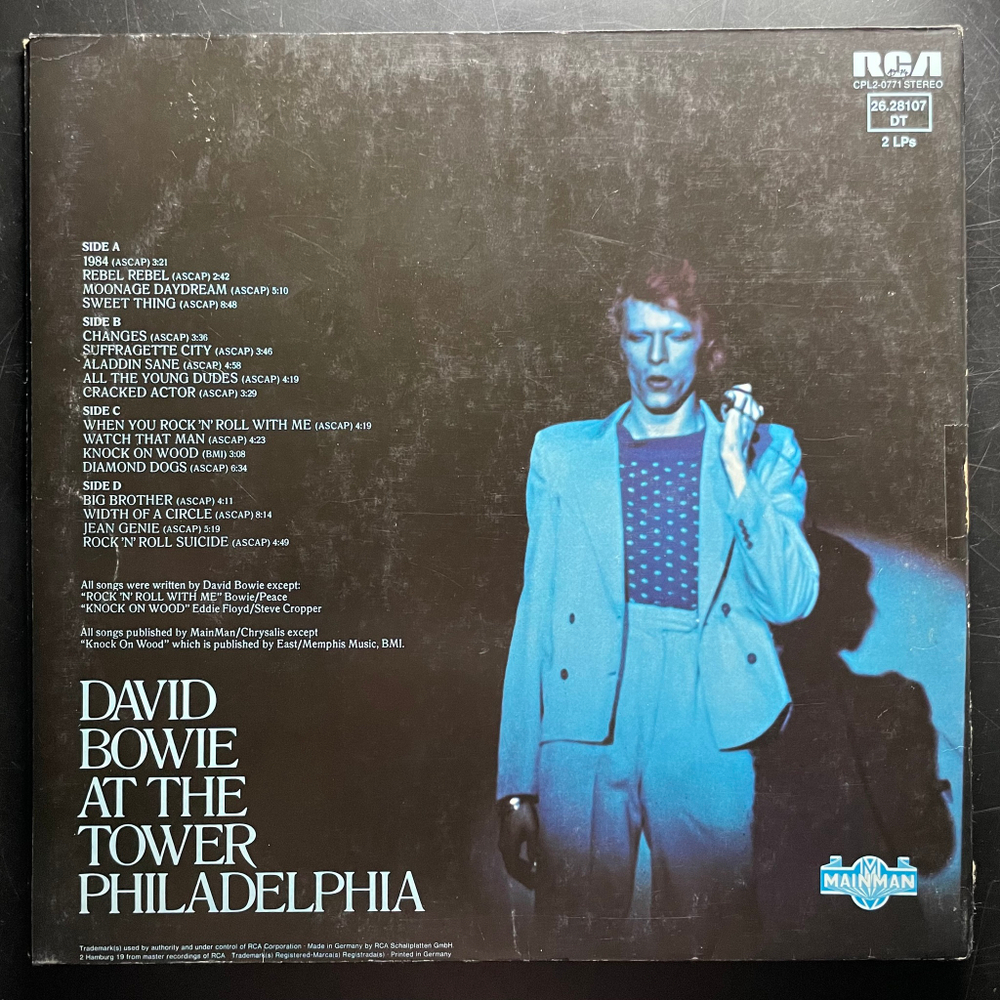 RCA
CPL2-0771 STEREO
26.28107
DT
2 LPs
SIDE A
1984 (ASCAP) 3:21
REBEL REBEL (ASCAP) 2:42
MOONAGE DAYDREAM (ASCAP) 5:10
SWEET THING (ASCAP) 8:48
SIDE B
CHANGES (ASCAP) 3:36
SUFFRAGETTE CITY (ASCAP) 3:46
ALADDIN SANE (ASCAP) 4:58
ALL THE YOUNG DUDES (ASCAP) 4:19
CRACKED ACTOR (ASCAP) 3:29
SIDE C
WHEN YOU ROCK 'N' ROLL WITH ME (ASCAP) 4:19
WATCH THAT MAN (ASCAP) 4:23
KNOCK ON WOOD (BMI) 3:08
DIAMOND DOGS (ASCAP) 6:34
SIDE D
BIG BROTHER (ASCAP) 4:11
WIDTH OF A CIRCLE (ASCAP) 8:14
JEAN GENIE (ASCAP) 5:19
ROCK 'N' ROLL SUICIDE (ASCAP) 4:49
All songs were written by David Bowie except:
"ROCK 'N' ROLL WITH ME" Bowie/Peace
"KNOCK ON WOOD" Eddie Floyd/Steve Cropper
All songs published by MainMan/Chrysalis except
"Knock On Wood" which is published by East/Memphis Music, BMI.
DAVID
BOWIE
AT THE
TOWER
PHILADELPHIA
MAINMAN
Trademark(s) used by authority and under control of RCA Corporation · Made in Germany by RCA Schallplatten GmbH.
2 Hamburg 19 from master recordings of RCA Trademark(s) Registered-Marca(s) Registrada(s) · Printed in Germany